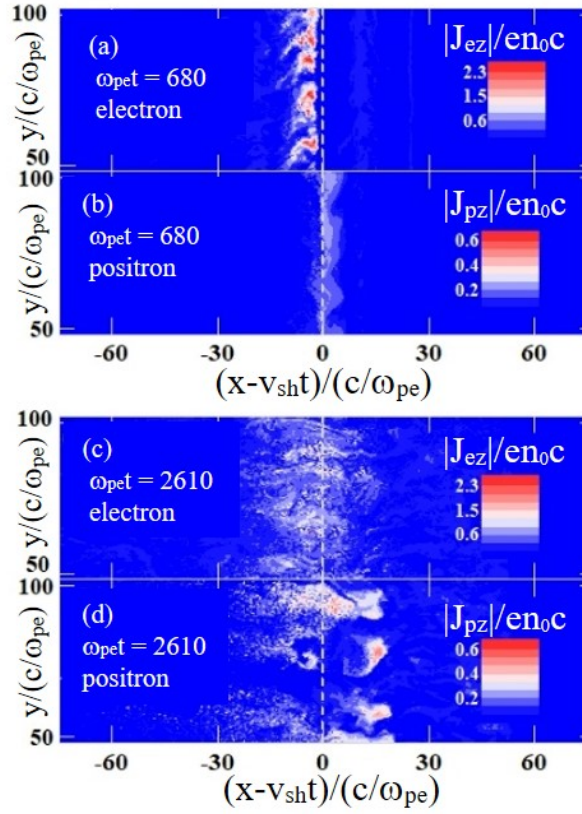 100
(a)
|Jez|/en0c
ωpet = 680
electron
2.3
1.5
0.6
y/(c/ωpe)
50
100
(b)
|Jpz|/en0c
ωpet = 680
positron
0.6
0.4
0.2
y/(c/ωpe)
50
-60 -30 0 30 60
(x-vsht)/(c/ωpe)
100
(c)
|Jez|/en0c
ωpet = 2610
electron
2.3
1.5
0.6
y/(c/ωpe)
50
100
(d)
|Jpz|/en0c
ωpet = 2610
positron
0.6
0.4
0.2
y/(c/ωpe)
50
-60 -30 0 30 60
(x-vsht)/(c/ωpe)